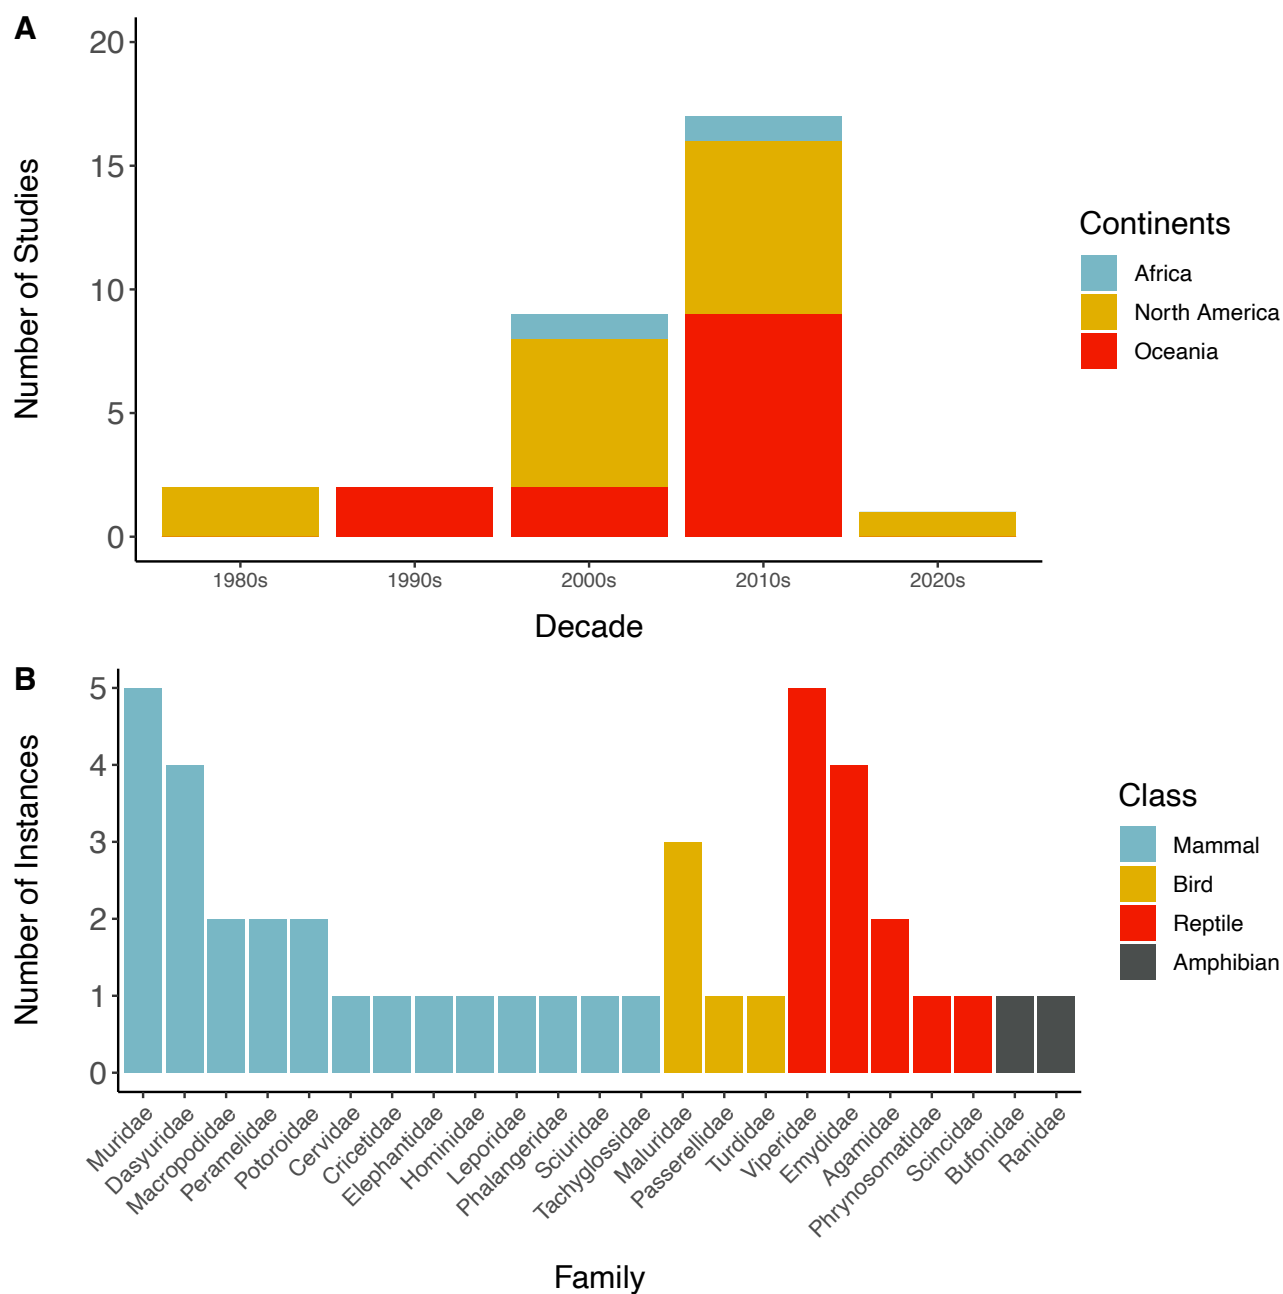 A
Number of Studies
20
15
10
5
0
1980s 1990s 2000s 2010s 2020s
Decade
Continents
Africa
North America
Oceania
B
Number of Instances
5
4
3
2
1
0
Muridae
Dasyuridae
Macropodidae
Peramelidae
Potoroidae
Cervidae
Cricetidae
Elephantidae
Hominidae
Leporidae
Phalangeridae
Sciuridae
Tachyglossidae
Maluridae
Passerellidae
Turdidae
Viperidae
Emydidae
Agamidae
Phrynosomatidae
Scincidae
Bufonidae
Ranidae
Family
Class
Mammal
Bird
Reptile
Amphibian